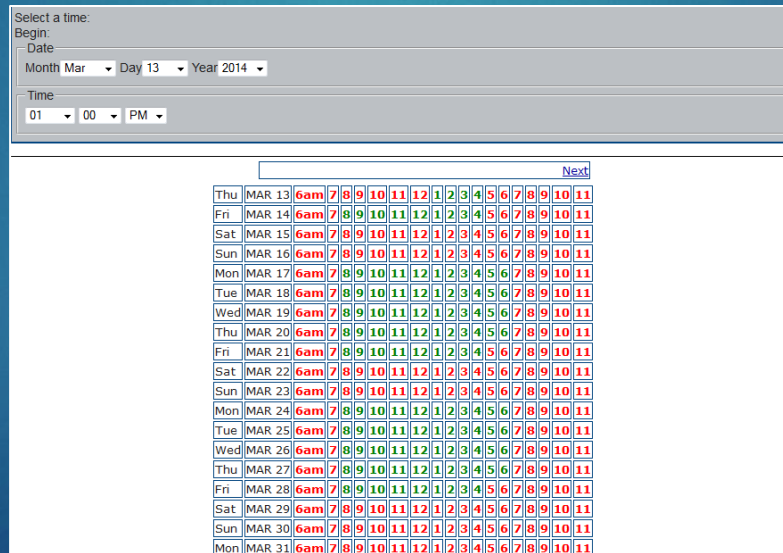 Select a time:
Begin:
Date
Month Mar Day 13 Year 2014
Time
01 00 PM
Next
Thu MAR 13 6am 7 8 9 10 11 12 1 2 3 4 5 6 7 8 9 10 11
Fri MAR 14 6am 7 8 9 10 11 12 1 2 3 4 5 6 7 8 9 10 11
Sat MAR 15 6am 7 8 9 10 11 12 1 2 3 4 5 6 7 8 9 10 11
Sun MAR 16 6am 7 8 9 10 11 12 1 2 3 4 5 6 7 8 9 10 11
Mon MAR 17 6am 7 8 9 10 11 12 1 2 3 4 5 6 7 8 9 10 11
Tue MAR 18 6am 7 8 9 10 11 12 1 2 3 4 5 6 7 8 9 10 11
Wed MAR 19 6am 7 8 9 10 11 12 1 2 3 4 5 6 7 8 9 10 11
Thu MAR 20 6am 7 8 9 10 11 12 1 2 3 4 5 6 7 8 9 10 11
Fri MAR 21 6am 7 8 9 10 11 12 1 2 3 4 5 6 7 8 9 10 11
Sat MAR 22 6am 7 8 9 10 11 12 1 2 3 4 5 6 7 8 9 10 11
Sun MAR 23 6am 7 8 9 10 11 12 1 2 3 4 5 6 7 8 9 10 11
Mon MAR 24 6am 7 8 9 10 11 12 1 2 3 4 5 6 7 8 9 10 11
Tue MAR 25 6am 7 8 9 10 11 12 1 2 3 4 5 6 7 8 9 10 11
Wed MAR 26 6am 7 8 9 10 11 12 1 2 3 4 5 6 7 8 9 10 11
Thu MAR 27 6am 7 8 9 10 11 12 1 2 3 4 5 6 7 8 9 10 11
Fri MAR 28 6am 7 8 9 10 11 12 1 2 3 4 5 6 7 8 9 10 11
Sat MAR 29 6am 7 8 9 10 11 12 1 2 3 4 5 6 7 8 9 10 11
Sun MAR 30 6am 7 8 9 10 11 12 1 2 3 4 5 6 7 8 9 10 11
Mon MAR 31 6am 7 8 9 10 11 12 1 2 3 4 5 6 7 8 9 10 11